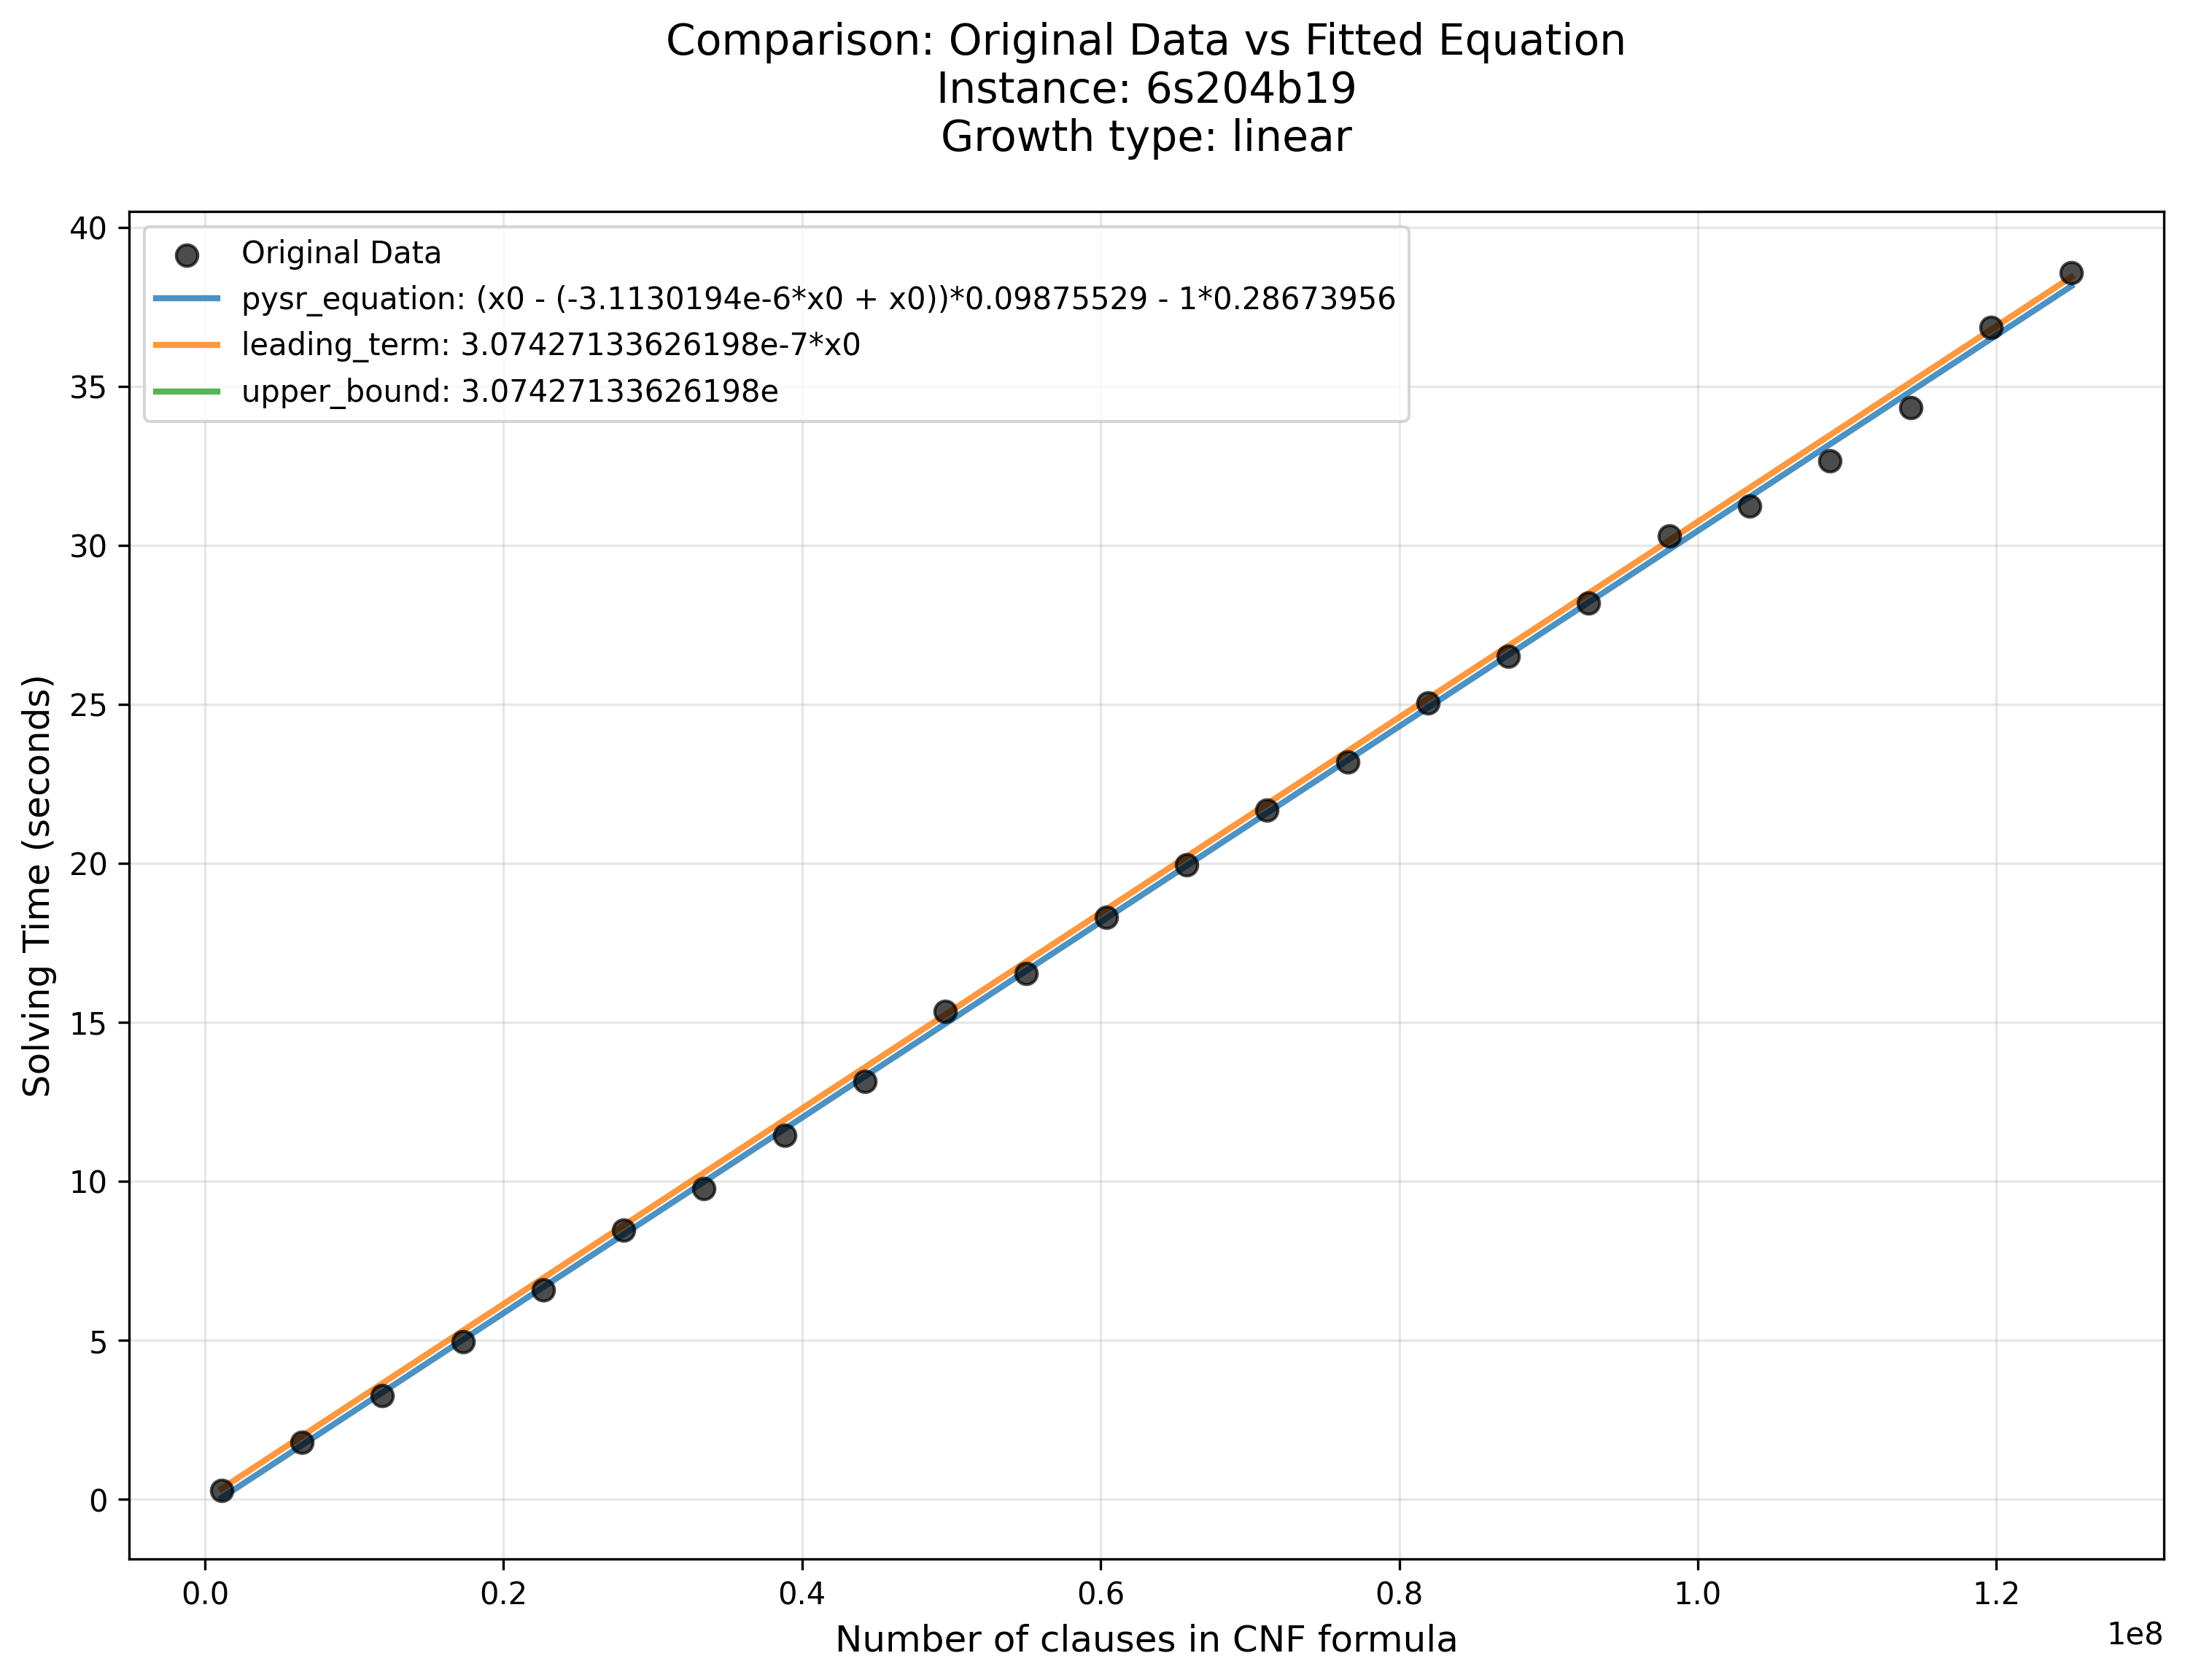 Comparison: Original Data vs Fitted Equation
Instance: 6s204b19
Growth type: linear
Original Data
pysr_equation: (x0 - (-3.1130194e-6*x0 + x0))*0.09875529 - 1*0.28673956
leading_term: 3.07427133626198e-7*x0
upper_bound: 3.07427133626198e
40
35
30
25
20
15
10
5
0
Solving Time (seconds)
0.0
0.2
0.4
0.6
0.8
1.0
1.2
1e8
Number of clauses in CNF formula